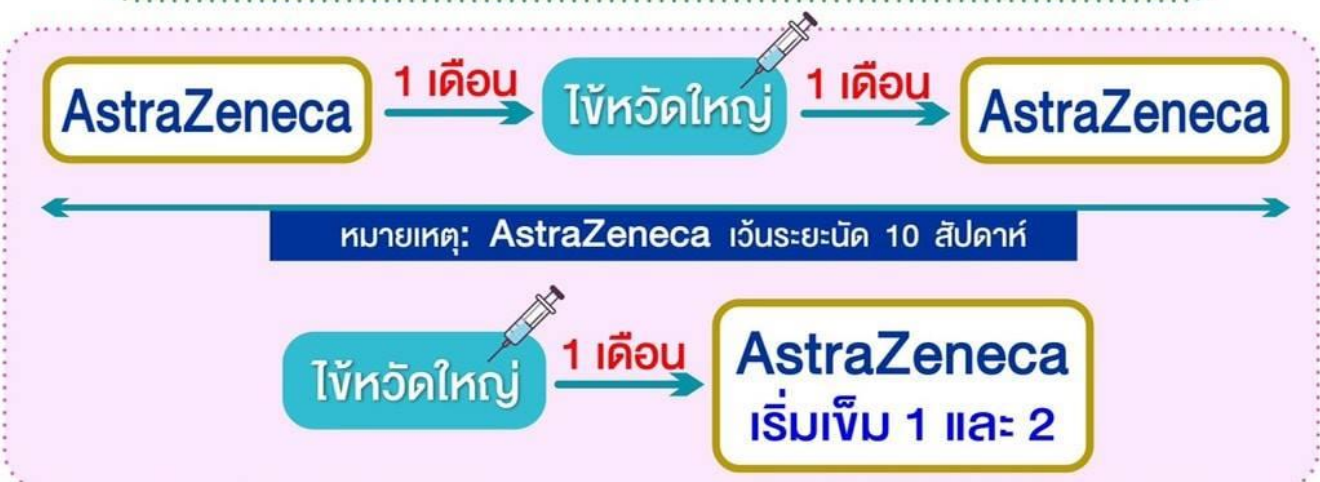 AstraZeneca 1 เดือน ไข้หวัดใหญ่ 1 เดือน AstraZeneca
หมายเหตุ: AstraZeneca เว้นระยะนัด 10 สัปดาห์
ไข้หวัดใหญ่ 1 เดือน AstraZeneca
เริ่มเข็ม 1 และ 2